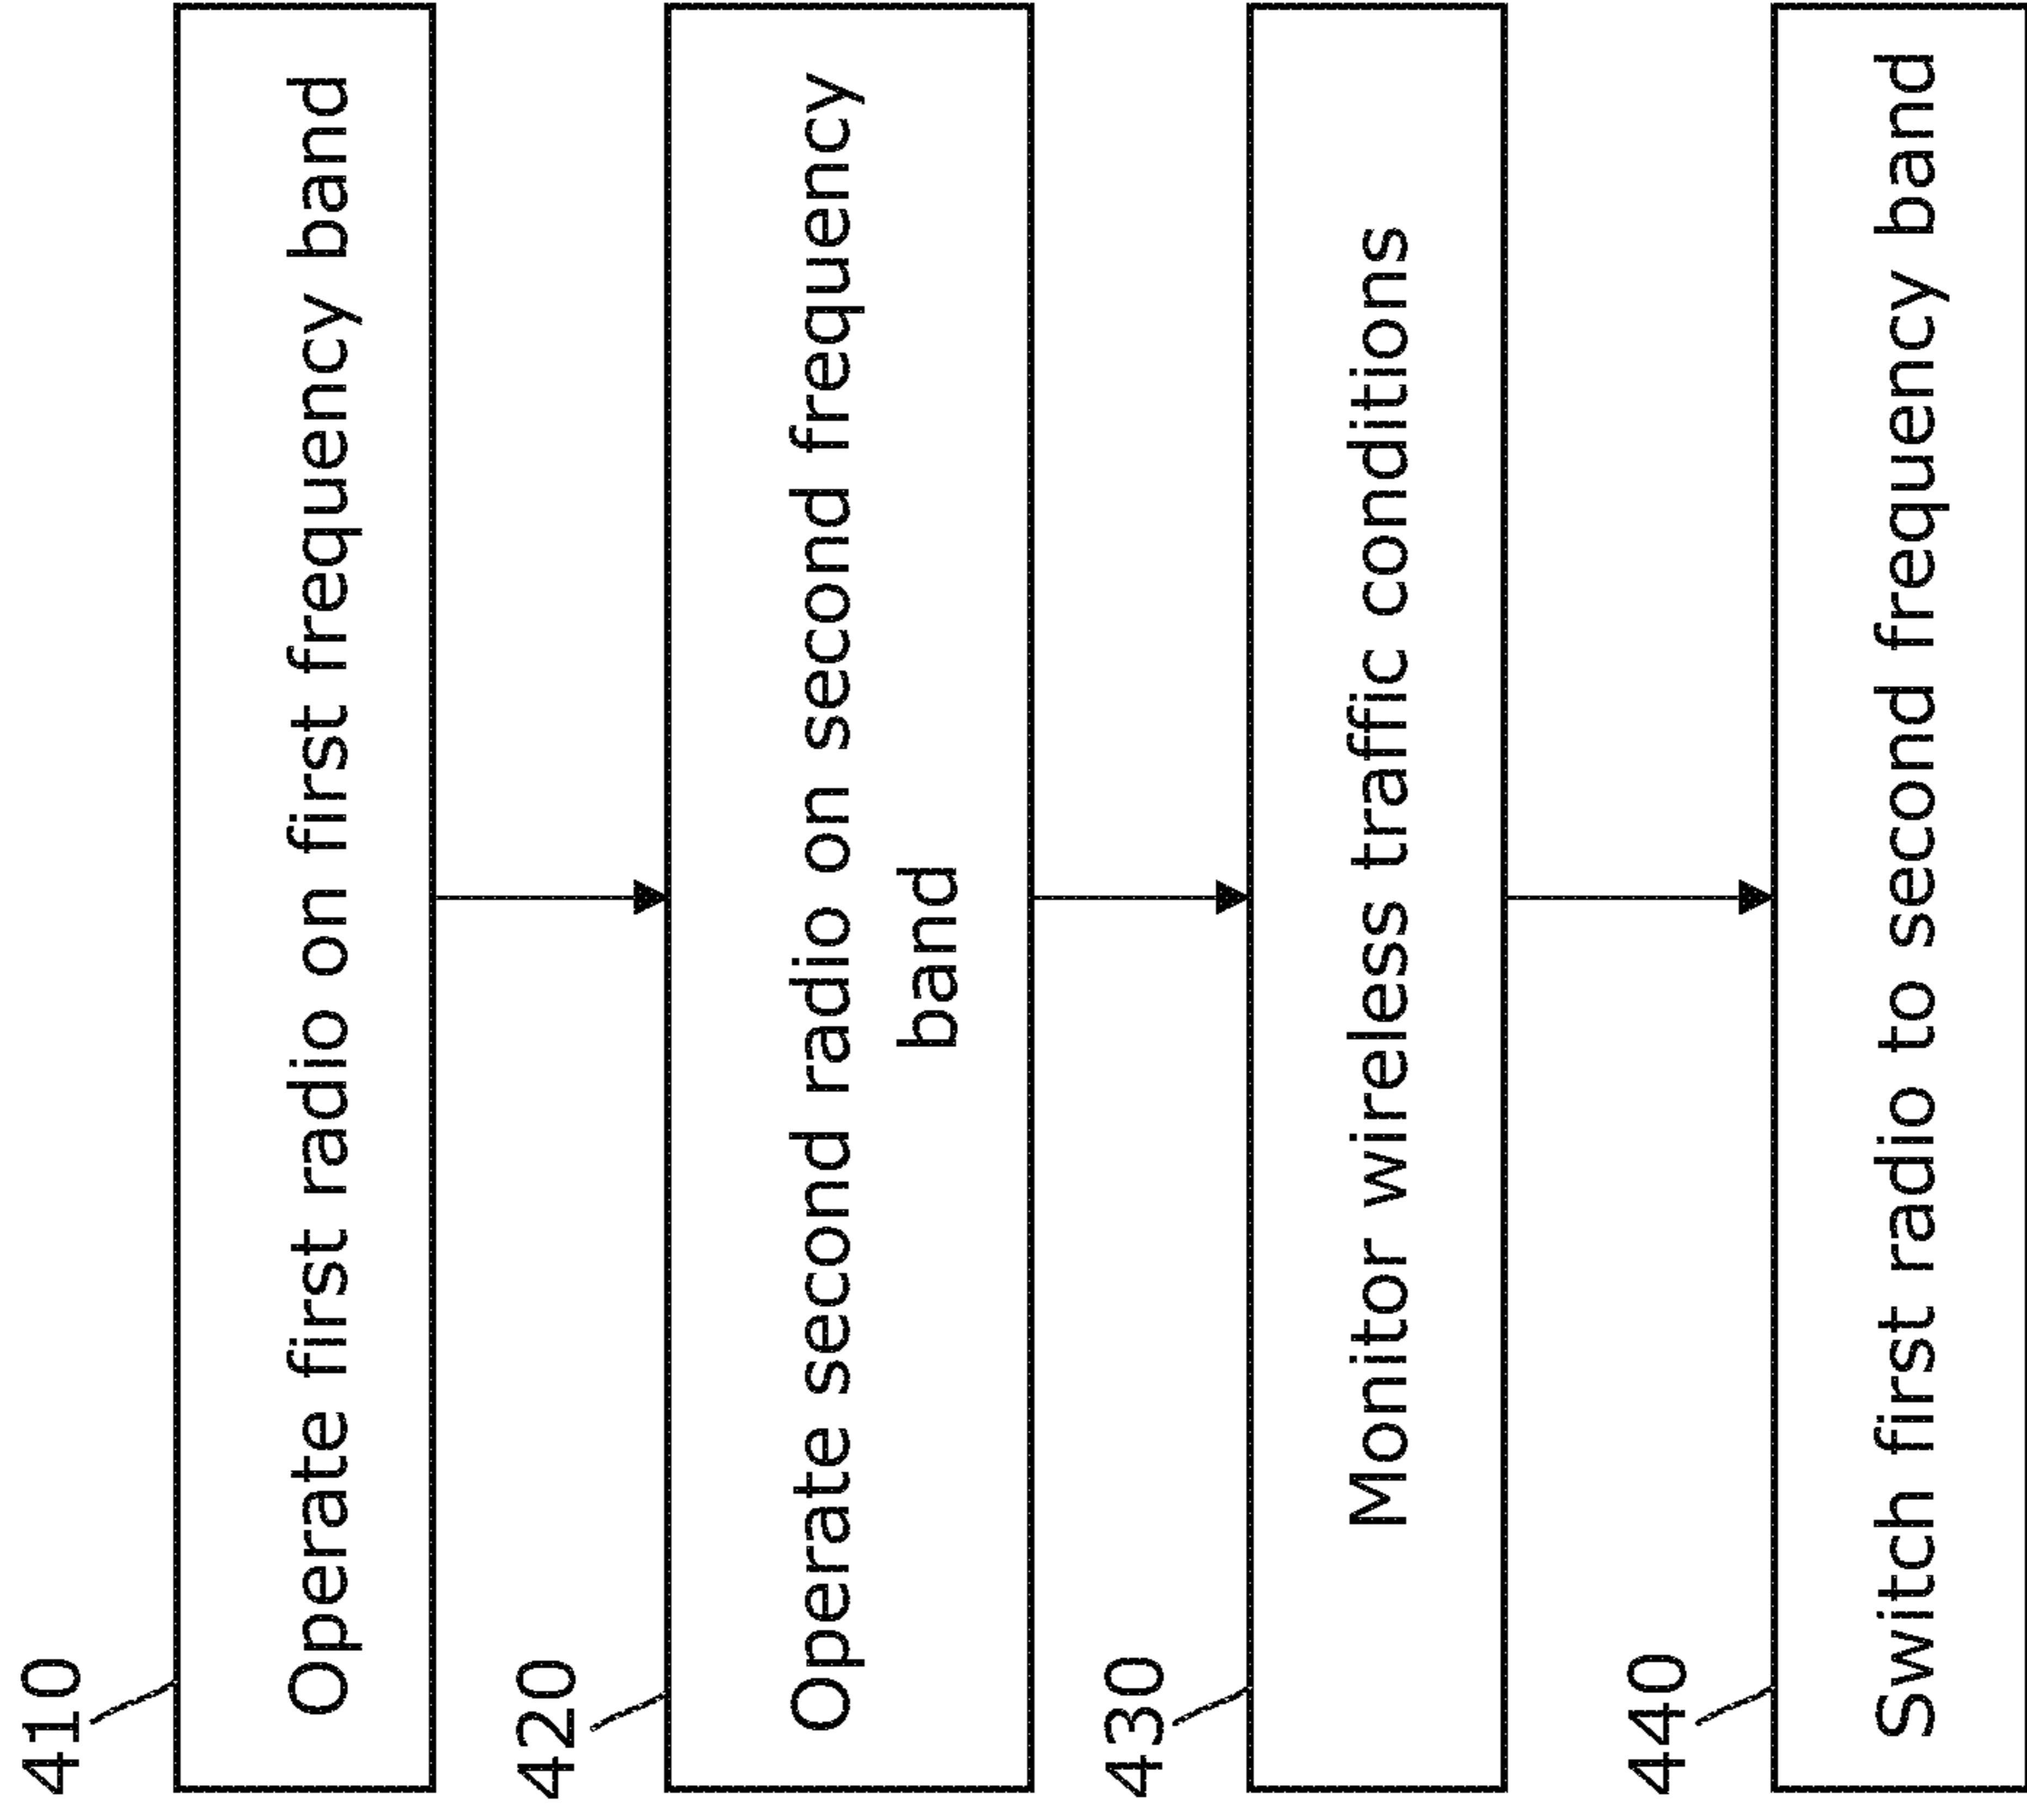 410
Operate first radio on first frequency band
420
Operate second radio on second frequency
band
430
Monitor wireless traffic conditions
440
Switch first radio to second frequency band